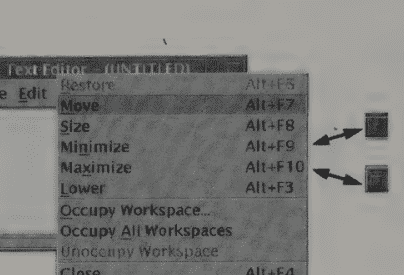 Text Editor - (UNTITLED)
e Edit
Restore Alt+F5
Move Alt+F7
Size Alt+F8
Minimize Alt+F9
Maximize Alt+F10
Lower Alt+F3
Occupy Workspace...
Occupy All Workspaces
Unoccupy Workspace
Close Alt+F4